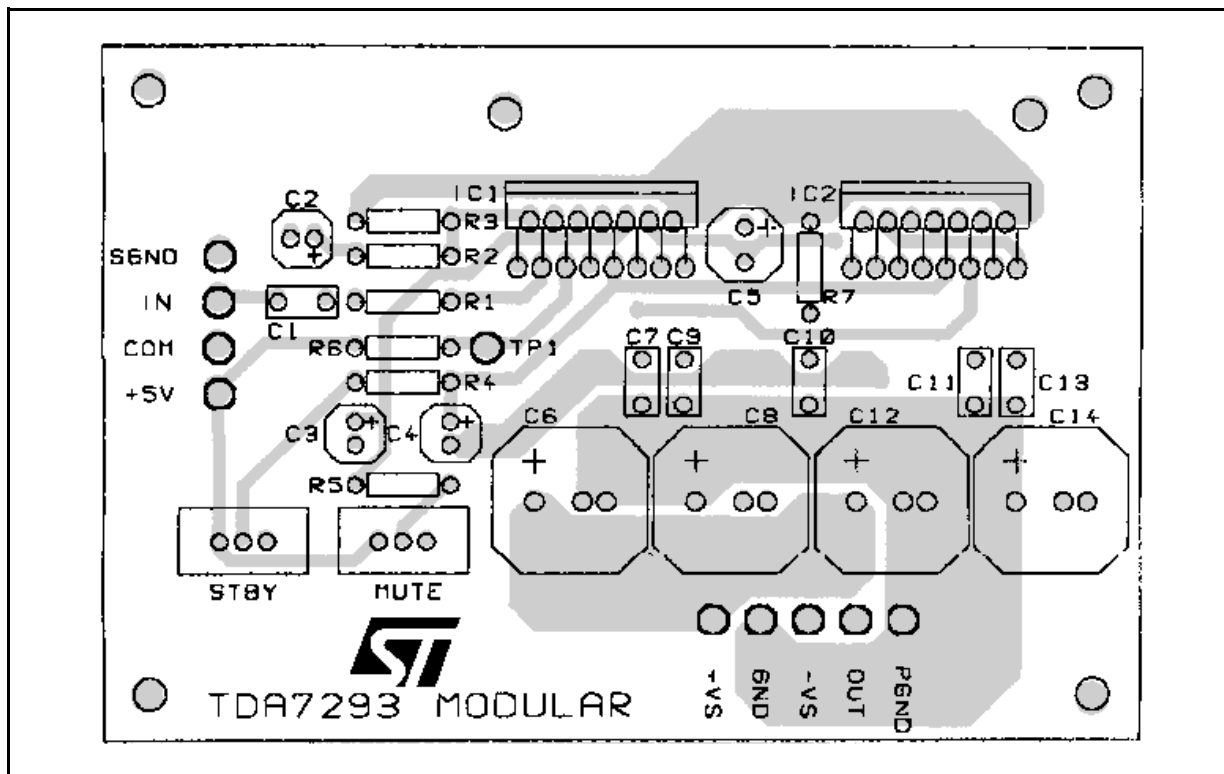 IC1
IC2
C2
R3
SGND
R2
C5
R7
IN
R1
C1
COM
R6
TP1
C7
C9
C10
+5V
R4
C11
C13
C3
C4
C6
C8
C12
C14
R5
STBY
MUTE
ST
TDA7293 MODULAR
+VS
GND
-VS
OUT
PGND